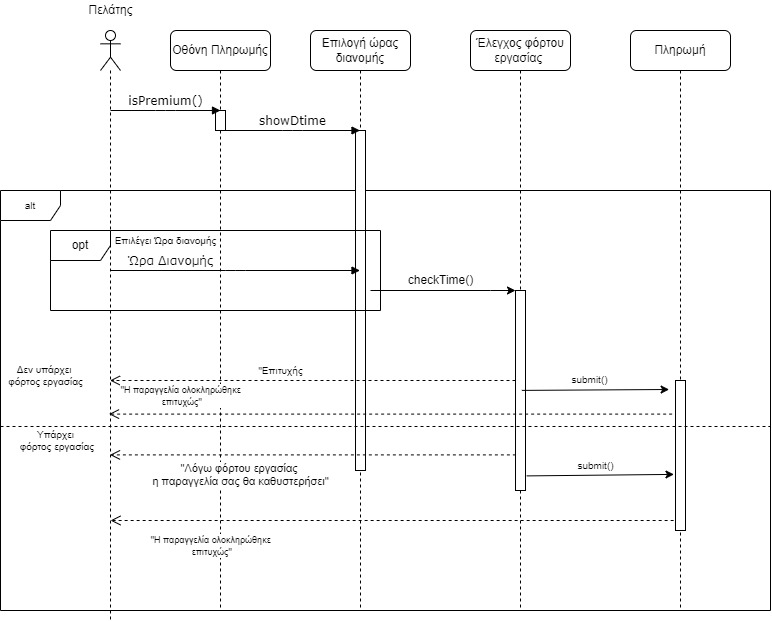 Πελάτης
Οθόνη Πληρωμής
Επιλογή ώρας
διανομής
Έλεγχος φόρτου
εργασίας
Πληρωμή
isPremium()
showDtime
alt
opt
Επιλέγει Ώρα διανομής
Ώρα Διανομής
checkTime()
Δεν υπάρχει
φόρτος εργασίας
"Επιτυχής
submit()
"Η παραγγελία ολοκληρώθηκε
επιτυχώς"
Υπάρχει
φόρτος εργασίας
"Λόγω φόρτου εργασίας
η παραγγελία σας θα καθυστερήσει"
submit()
"Η παραγγελία ολοκληρώθηκε
επιτυχώς"